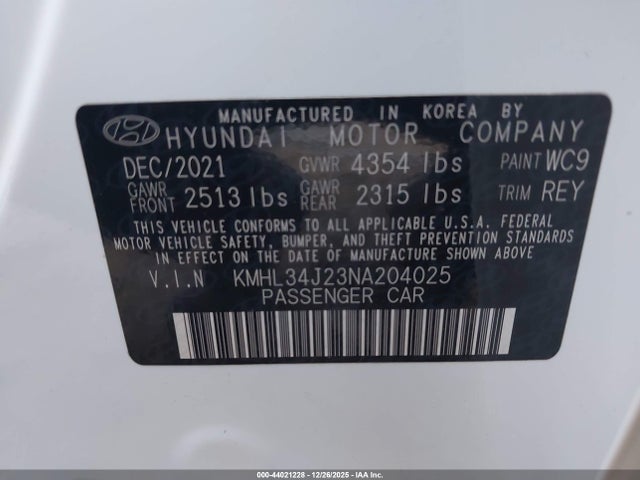 MANUFACTURED IN KOREA BY
HYUNDAI MOTOR COMPANY
DEC/2021 GVWR 4354 lbs PAINT WC9
GAWR FRONT 2513 lbs GAWR REAR 2315 lbs TRIM REY
THIS VEHICLE CONFORMS TO ALL APPLICABLE U.S.A. FEDERAL
MOTOR VEHICLE SAFETY, BUMPER, AND THEFT PREVENTION STANDARDS
IN EFFECT ON THE DATE OF MANUFACTURE SHOWN ABOVE.
V.I.N KMHL34J23NA204025
PASSENGER CAR
000-44021228 - 12/26/2025 - IAA Inc.